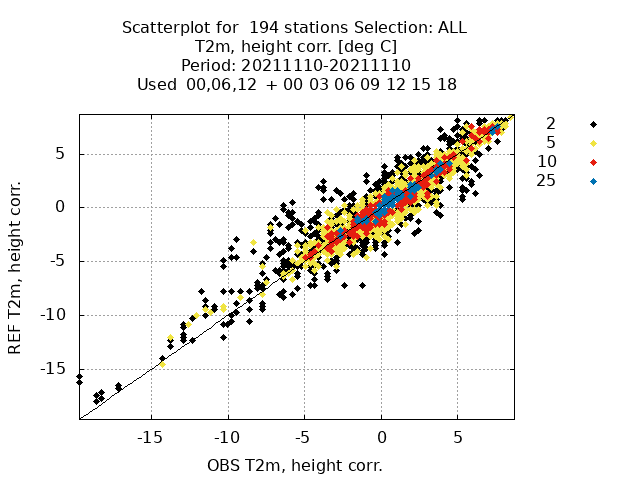 Scatterplot for  194 stations Selection: ALL
T2m, height corr. [deg C]
Period: 20211110-20211110
Used  00,06,12  + 00 03 06 09 12 15 18
2
5
10
25
REF T2m, height corr.
5
0
-5
-10
-15
-15 -10 -5 0 5
OBS T2m, height corr.